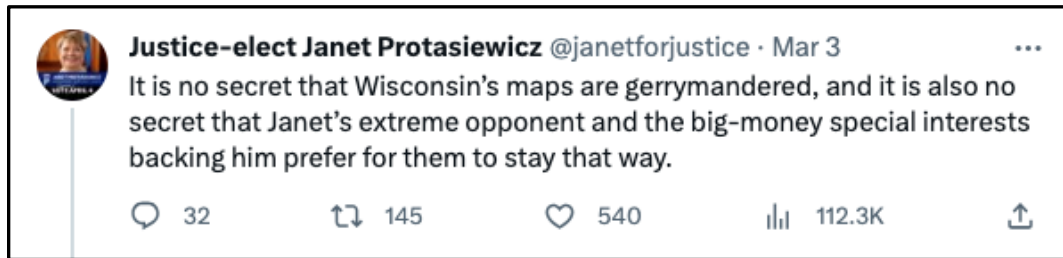 Justice-elect Janet Protasiewicz @janetforjustice · Mar 3
It is no secret that Wisconsin's maps are gerrymandered, and it is also no
secret that Janet's extreme opponent and the big-money special interests
backing him prefer for them to stay that way.
32 145 540 112.3K